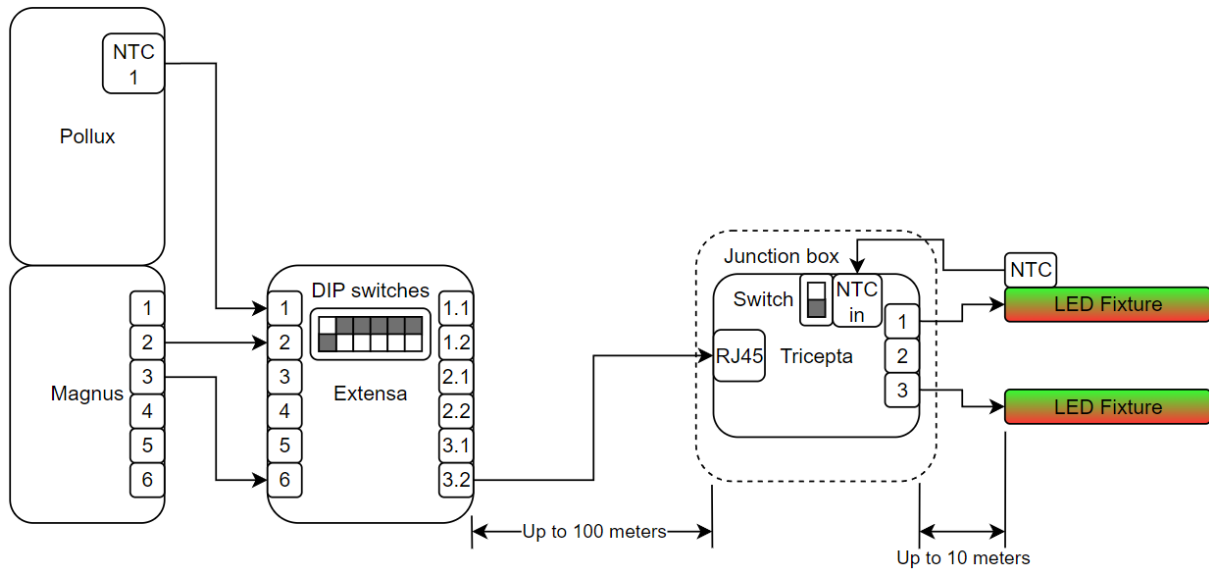 NTC
1
Pollux
Magnus
1
2
3
4
5
6
1
2
3
4
5
6
DIP switches
Extensa
1.1
1.2
2.1
2.2
3.1
3.2
Up to 100 meters
Junction box
Switch
NTC
in
RJ45
Tricepta
1
2
3
NTC
LED Fixture
LED Fixture
Up to 10 meters